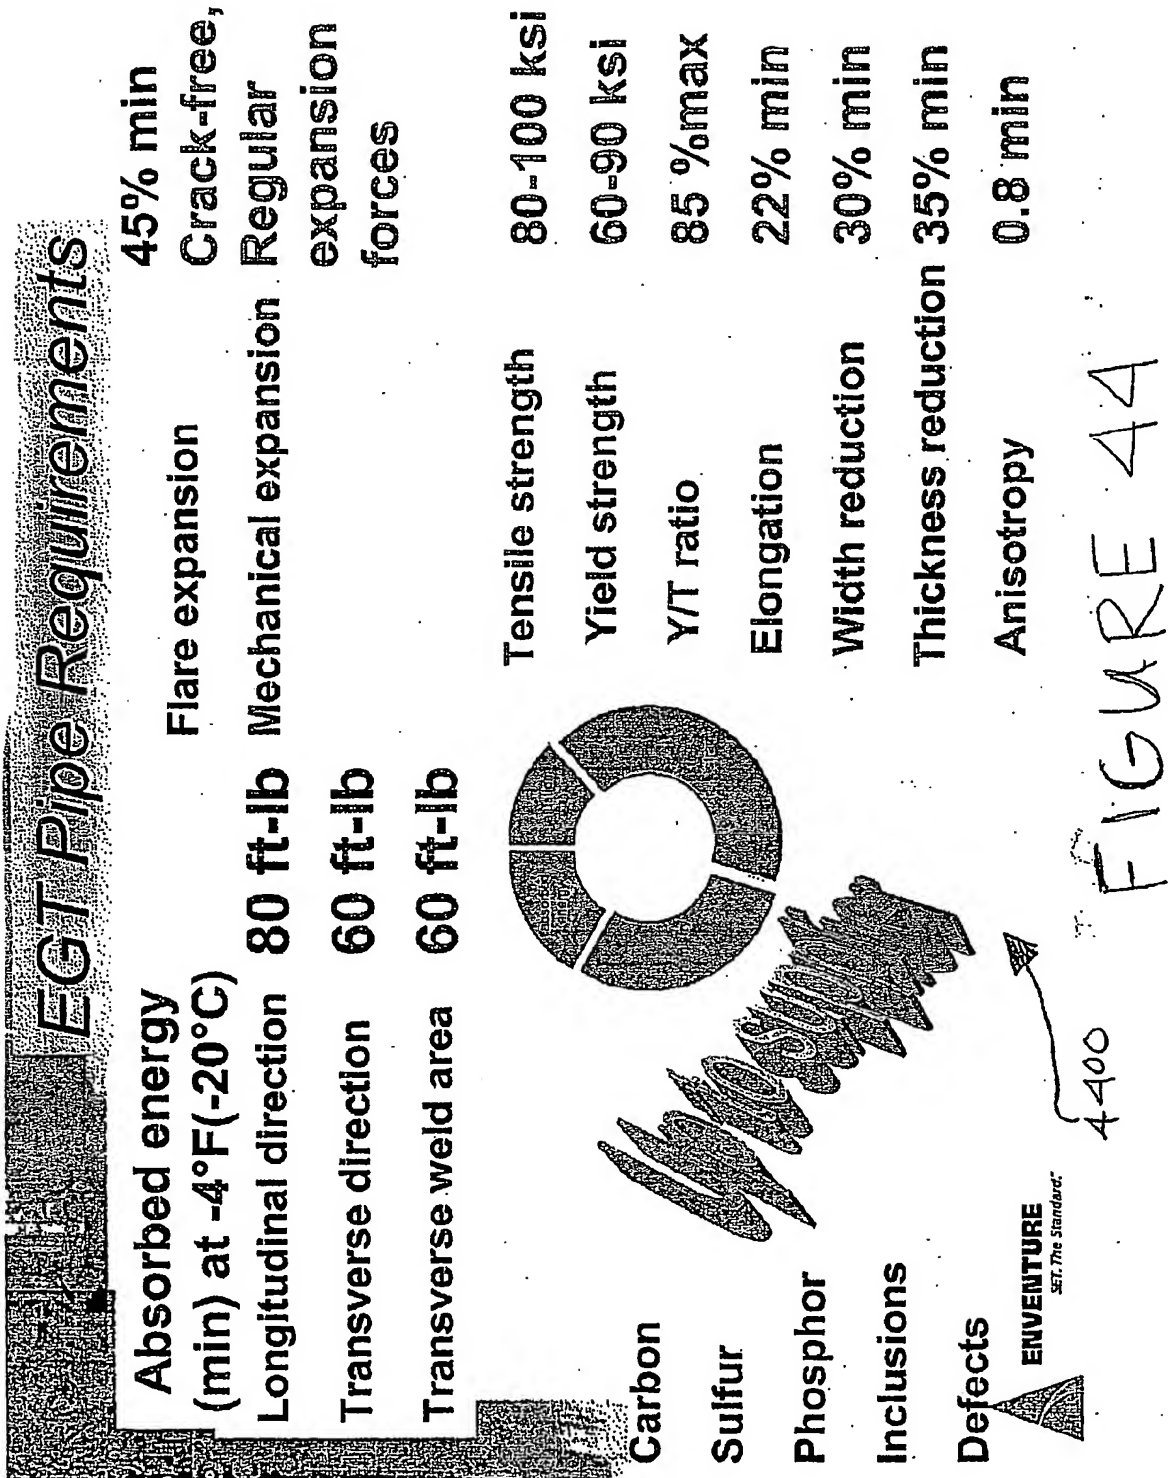 EGT Pipe Requirements
Absorbed energy
(min) at -4°F(-20°C)
Longitudinal direction 80 ft-lb
Transverse direction 60 ft-lb
Transverse weld area 60 ft-lb
Flare expansion 45% min
Mechanical expansion Crack-free,
Regular
expansion
forces
Tensile strength 80-100 ksi
Yield strength 60-90 ksi
Y/T ratio 85 %max
Elongation 22% min
Width reduction 30% min
Thickness reduction 35% min
Anisotropy 0.8 min
Carbon
Sulfur
Phosphor
Inclusions
Defects
ENVENTURE
SET. The Standard.™
4400
FIGURE 44